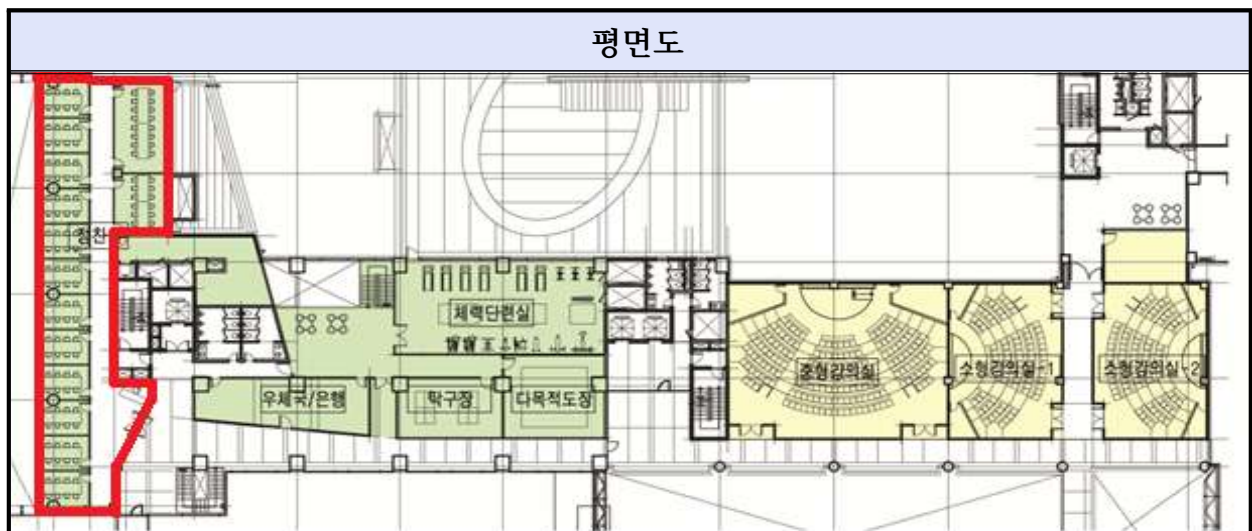 평면도
정찬
체력단련실
중형강의실
소형강의실-1
소형강의실-2
우체국/은행
탁구장
다목적도장